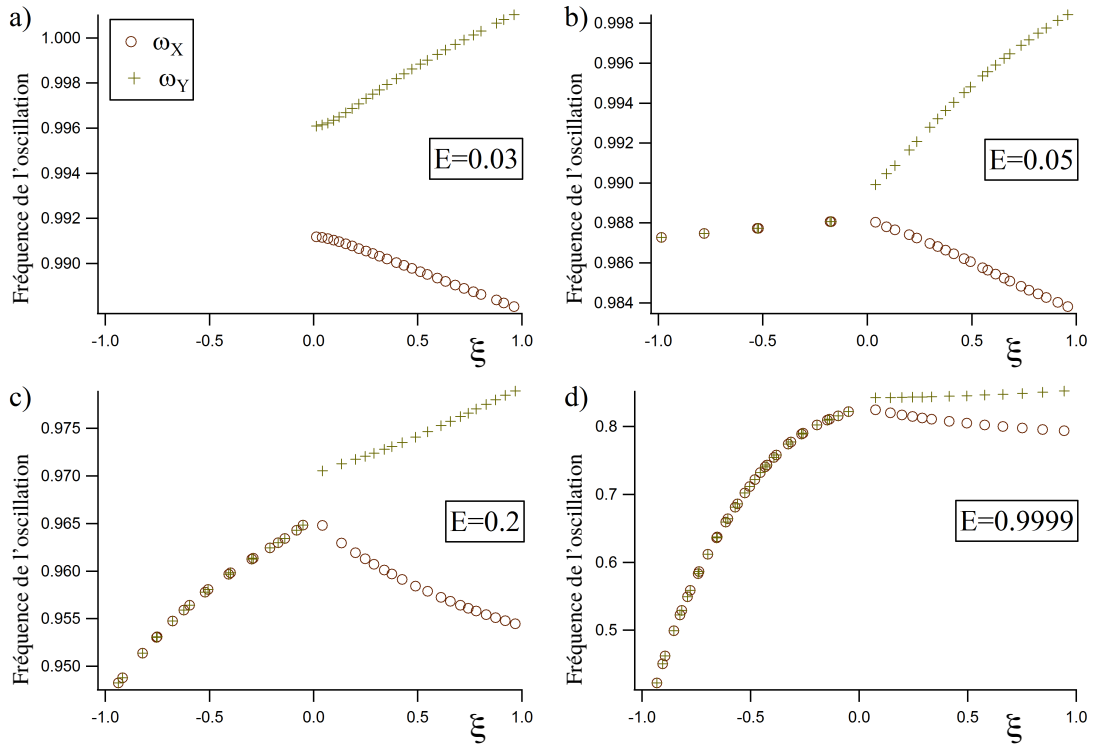 a)
ω_X
ω_Y
Fréquence de l'oscillation
1.000
0.998
0.996
0.994
0.992
0.990
E=0.03
-1.0 -0.5 0.0 0.5 1.0
ξ
b)
Fréquence de l'oscillation
0.998
0.996
0.994
0.992
0.990
0.988
0.986
0.984
E=0.05
-1.0 -0.5 0.0 0.5 1.0
ξ
c)
Fréquence de l'oscillation
0.975
0.970
0.965
0.960
0.955
0.950
E=0.2
-1.0 -0.5 0.0 0.5 1.0
ξ
d)
Fréquence de l'oscillation
0.8
0.7
0.6
0.5
E=0.9999
-1.0 -0.5 0.0 0.5 1.0
ξ